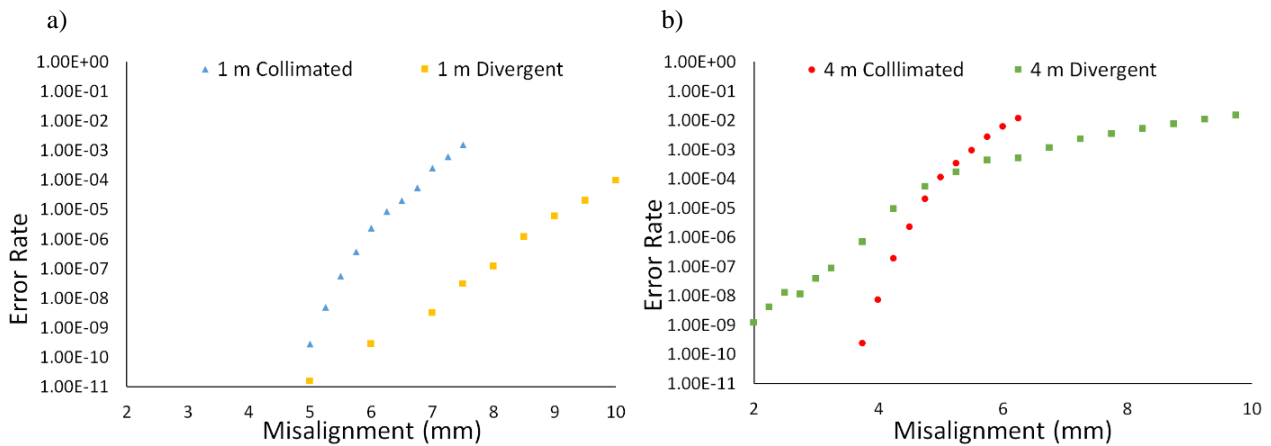 a)
1 m Collimated
1 m Divergent
1.00E+00
1.00E-01
1.00E-02
1.00E-03
1.00E-04
1.00E-05
1.00E-06
1.00E-07
1.00E-08
1.00E-09
1.00E-10
1.00E-11
Error Rate
2 3 4 5 6 7 8 9 10
Misalignment (mm)
b)
4 m Colllimated
4 m Divergent
1.00E+00
1.00E-01
1.00E-02
1.00E-03
1.00E-04
1.00E-05
1.00E-06
1.00E-07
1.00E-08
1.00E-09
1.00E-10
1.00E-11
Error Rate
2 4 6 8 10
Misalignment (mm)